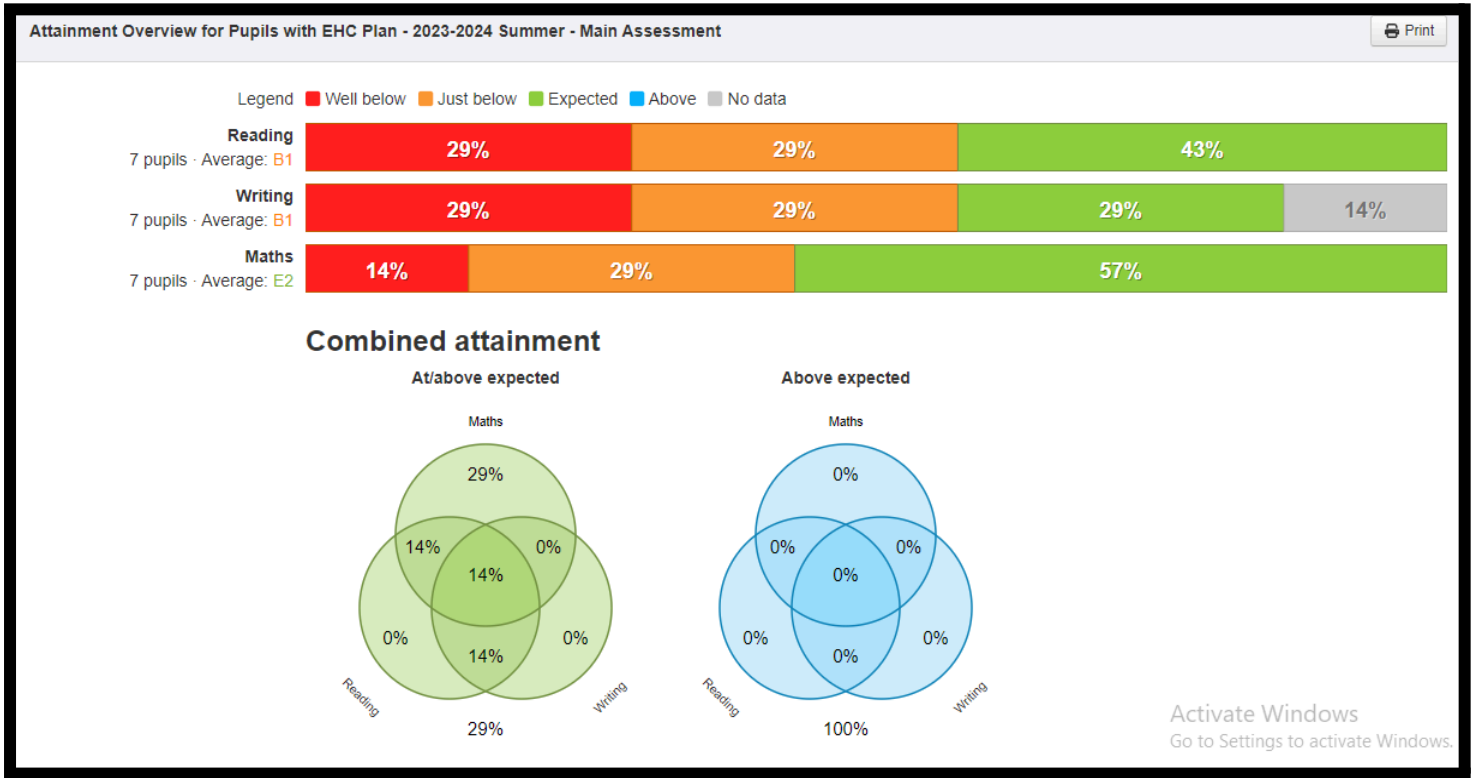 Attainment Overview for Pupils with EHC Plan - 2023-2024 Summer - Main Assessment
Print
Legend Well below Just below Expected Above No data
Reading
7 pupils · Average: B1
29% 29% 43%
Writing
7 pupils · Average: B1
29% 29% 29% 14%
Maths
7 pupils · Average: E2
14% 29% 57%
Combined attainment
At/above expected
Maths
29%
14% 0%
14%
0% 0%
14%
Reading Writing
29%
Above expected
Maths
0%
0% 0%
0%
0% 0%
0%
Reading Writing
100%
Activate Windows
Go to Settings to activate Windows.